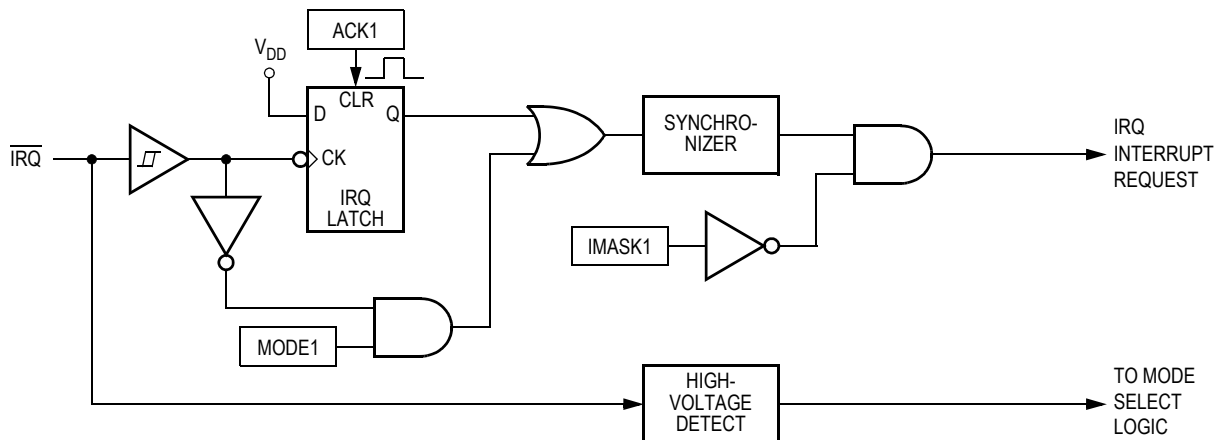 ACK1
VDD
D
CLR
Q
CK
IRQ
LATCH
IRQ
SYNCHRO-
NIZER
IRQ
INTERRUPT
REQUEST
IMASK1
MODE1
HIGH-
VOLTAGE
DETECT
TO MODE
SELECT
LOGIC